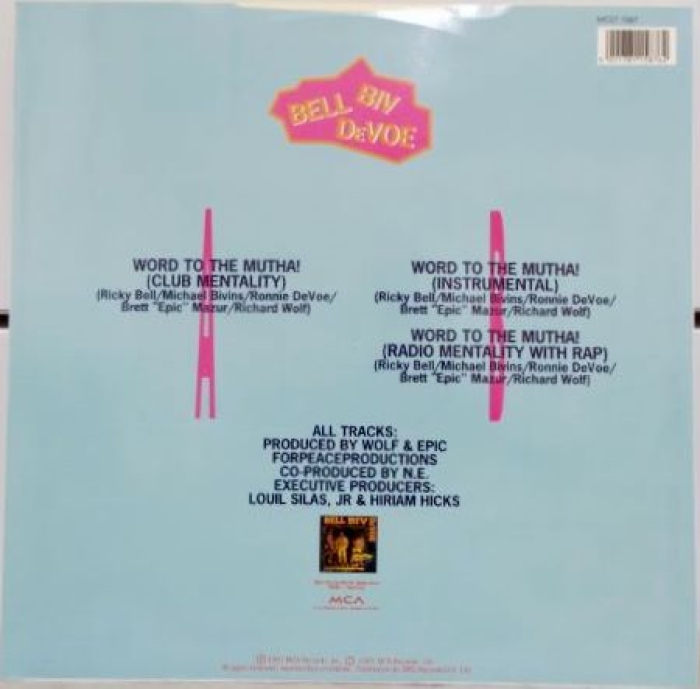 BELL BIV
DeVOE
A
WORD TO THE MUTHA!
(CLUB MENTALITY)
(Ricky Bell/Michael Bivins/Ronnie DeVoe/
Brett "Epic" Mazur/Richard Wolf)
B
WORD TO THE MUTHA!
(INSTRUMENTAL)
(Ricky Bell/Michael Bivins/Ronnie DeVoe/
Brett "Epic" Mazur/Richard Wolf)
WORD TO THE MUTHA!
(RADIO MENTALITY WITH RAP)
(Ricky Bell/Michael Bivins/Ronnie DeVoe/
Brett "Epic" Mazur/Richard Wolf)
ALL TRACKS:
PRODUCED BY WOLF & EPIC
FORPEACEPRODUCTIONS
CO-PRODUCED BY N.E.
EXECUTIVE PRODUCERS:
LOUIL SILAS, JR & HIRIAM HICKS
BELL BIV
DeVOE
MCA